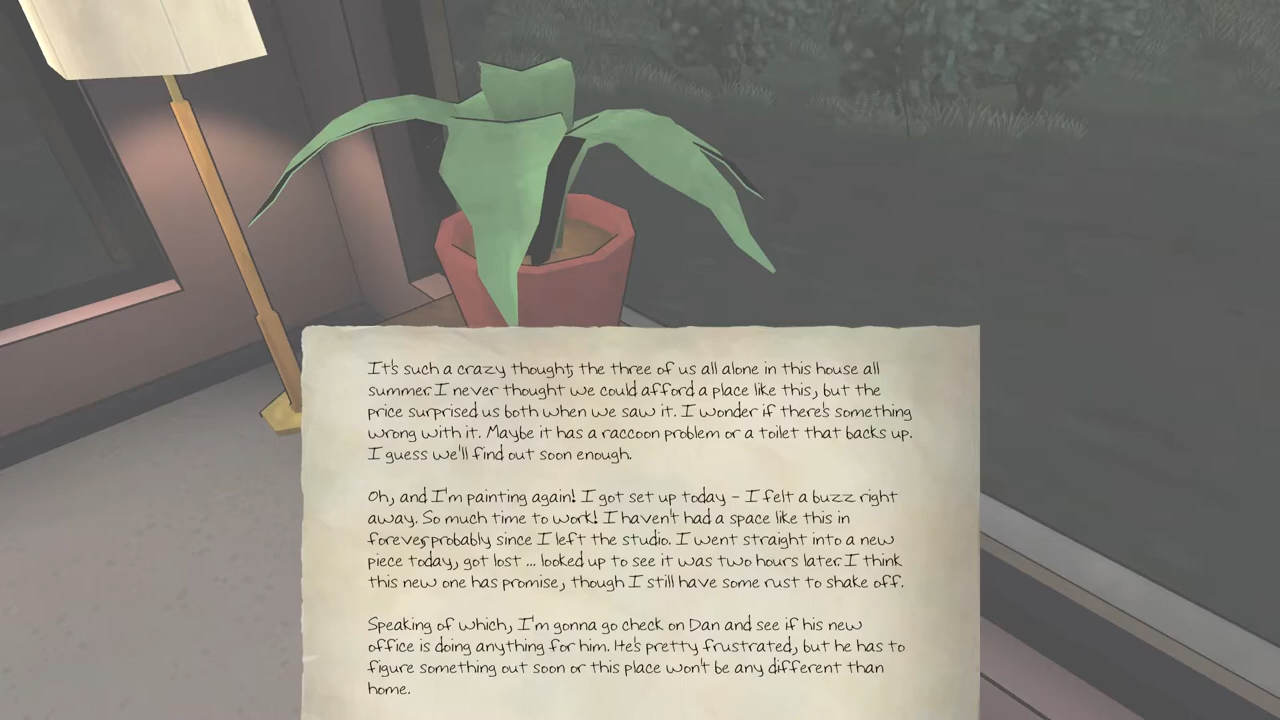 It's such a crazy thought, the three of us all alone in this house all
summer. I never thought we could afford a place like this, but the
price surprised us both when we saw it. I wonder if there's something
wrong with it. Maybe it has a raccoon problem or a toilet that backs up.
I guess we'll find out soon enough.
Oh, and I'm painting again! I got set up today - I felt a buzz right
away. So much time to work! I haven't had a space like this in
forever, probably since I left the studio. I went straight into a new
piece today, got lost ... looked up to see it was two hours later. I think
this new one has promise, though I still have some rust to shake off.
Speaking of which, I'm gonna go check on Dan and see if his new
office is doing anything for him. He's pretty frustrated, but he has to
figure something out soon or this place won't be any different than
home.